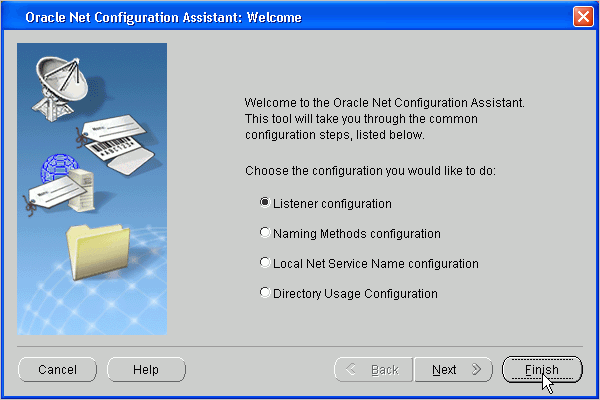 Oracle Net Configuration Assistant: Welcome
Welcome to the Oracle Net Configuration Assistant.
This tool will take you through the common
configuration steps, listed below.
Choose the configuration you would like to do:
Listener configuration
Naming Methods configuration
Local Net Service Name configuration
Directory Usage Configuration
Cancel
Help
Back
Next
Finish